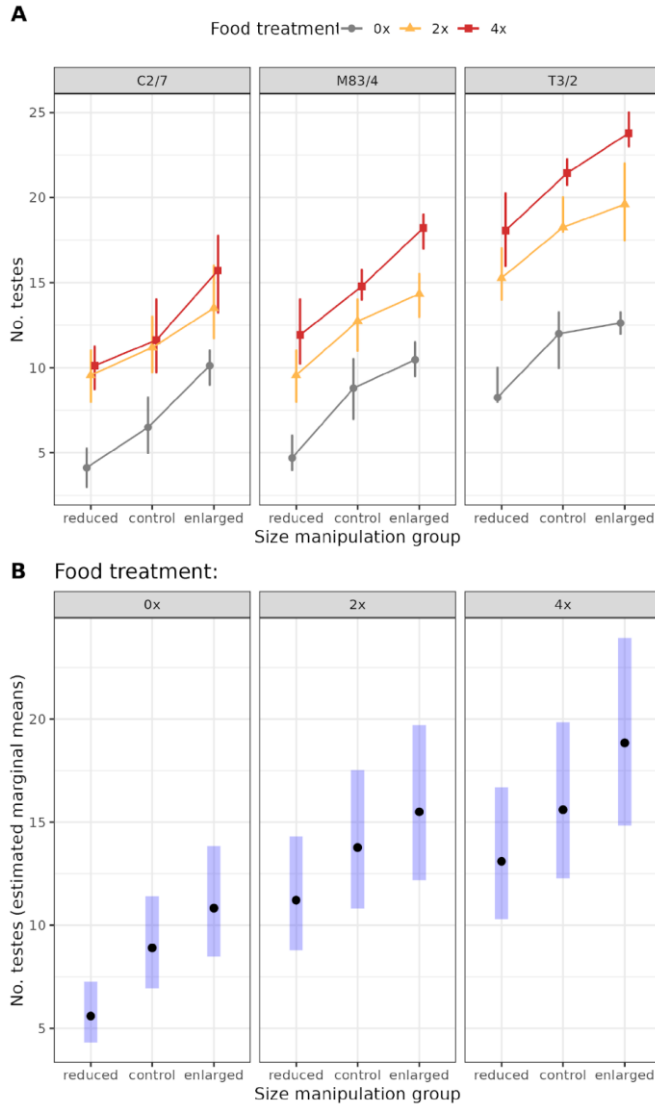 A
Food treatment 0x 2x 4x
C2/7 M83/4 T3/2
25
20
15
10
5
No. testes
reduced control enlarged reduced control enlarged reduced control enlarged
Size manipulation group
B Food treatment:
0x 2x 4x
20
15
10
5
No. testes (estimated marginal means)
reduced control enlarged reduced control enlarged reduced control enlarged
Size manipulation group